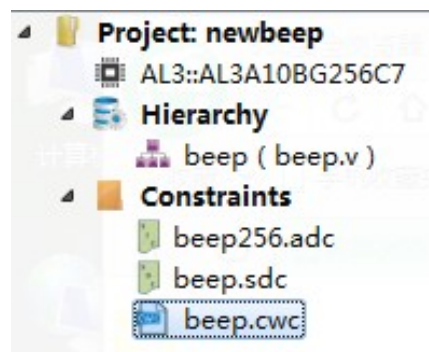 Project: newbeep
AL3::AL3A10BG256C7
Hierarchy
beep ( beep.v )
Constraints
beep256.adc
beep.sdc
beep.cwc